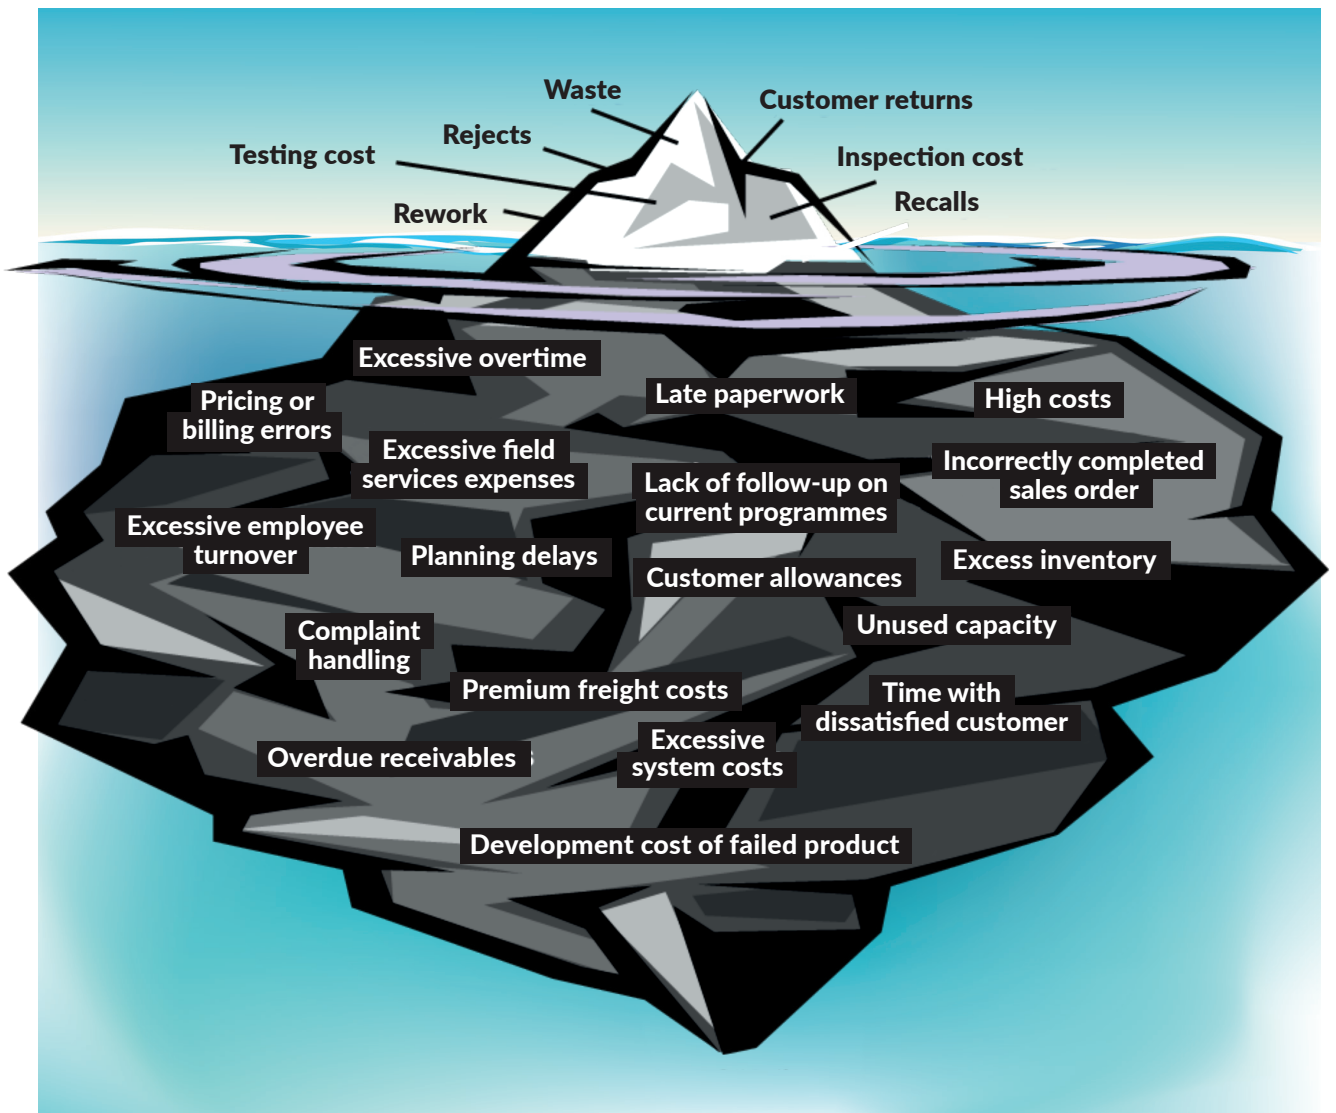 Waste
Customer returns
Rejects
Testing cost
Inspection cost
Recalls
Rework
Excessive overtime
Late paperwork
High costs
Pricing or
billing errors
Excessive field
services expenses
Lack of follow-up on
current programmes
Incorrectly completed
sales order
Excessive employee
turnover
Planning delays
Customer allowances
Excess inventory
Complaint
handling
Unused capacity
Premium freight costs
Time with
dissatisfied customer
Overdue receivables
Excessive
system costs
Development cost of failed product